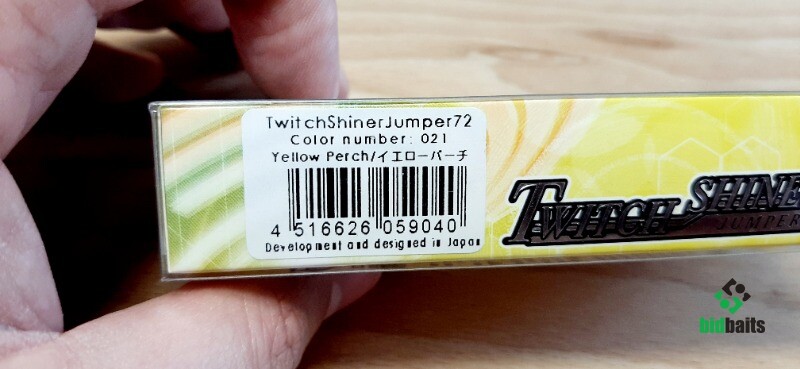 TwitchShinerJumper72
Color number: 021
Yellow Perch/イエローパーチ
4 516626 059040
Development and designed in Japan
TWITCH SHINE
JUMPER
bidbaits